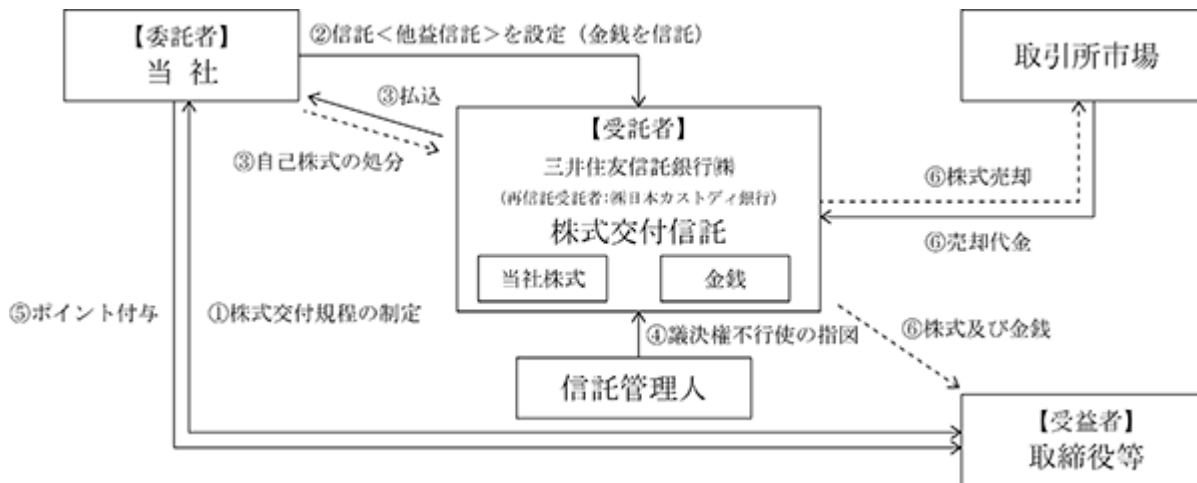 【委託者】
当 社
②信託＜他益信託＞を設定（金銭を信託）
取引所市場
③払込
③自己株式の処分
【受託者】
三井住友信託銀行㈱
（再信託受託者:㈱日本カストディ銀行）
株式交付信託
当社株式
金銭
⑥株式売却
⑥売却代金
⑤ポイント付与
①株式交付規程の制定
④議決権不行使の指図
⑥株式及び金銭
信託管理人
【受益者】
取締役等